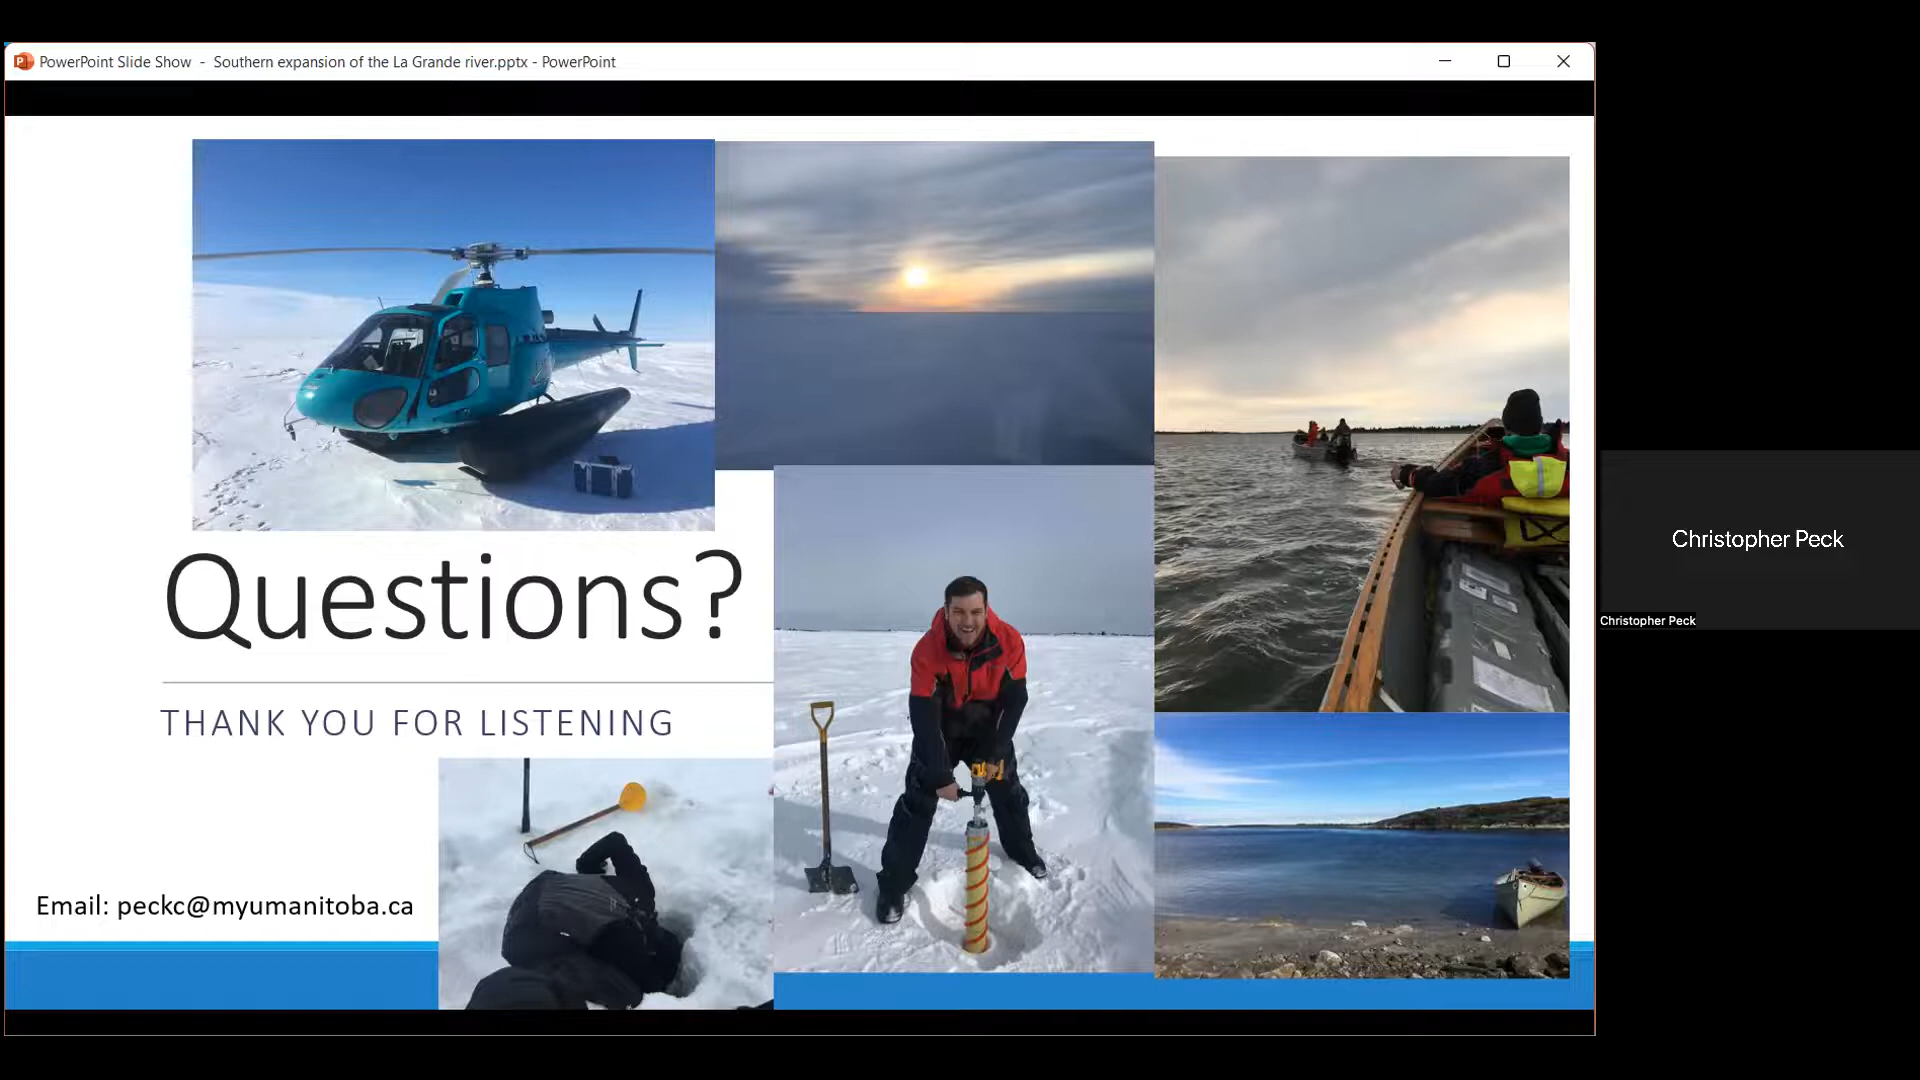 PowerPoint Slide Show - Southern expansion of the La Grande river.pptx - PowerPoint
Questions?
THANK YOU FOR LISTENING
Email: peckc@myumanitoba.ca
Christopher Peck
Christopher Peck